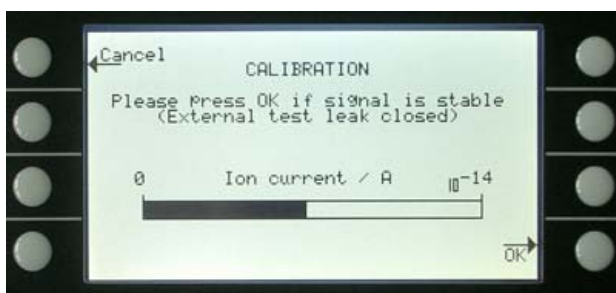 Cancel
CALIBRATION
Please press OK if signal is stable
(External test leak closed)
0 Ion current / A 10-14
OK